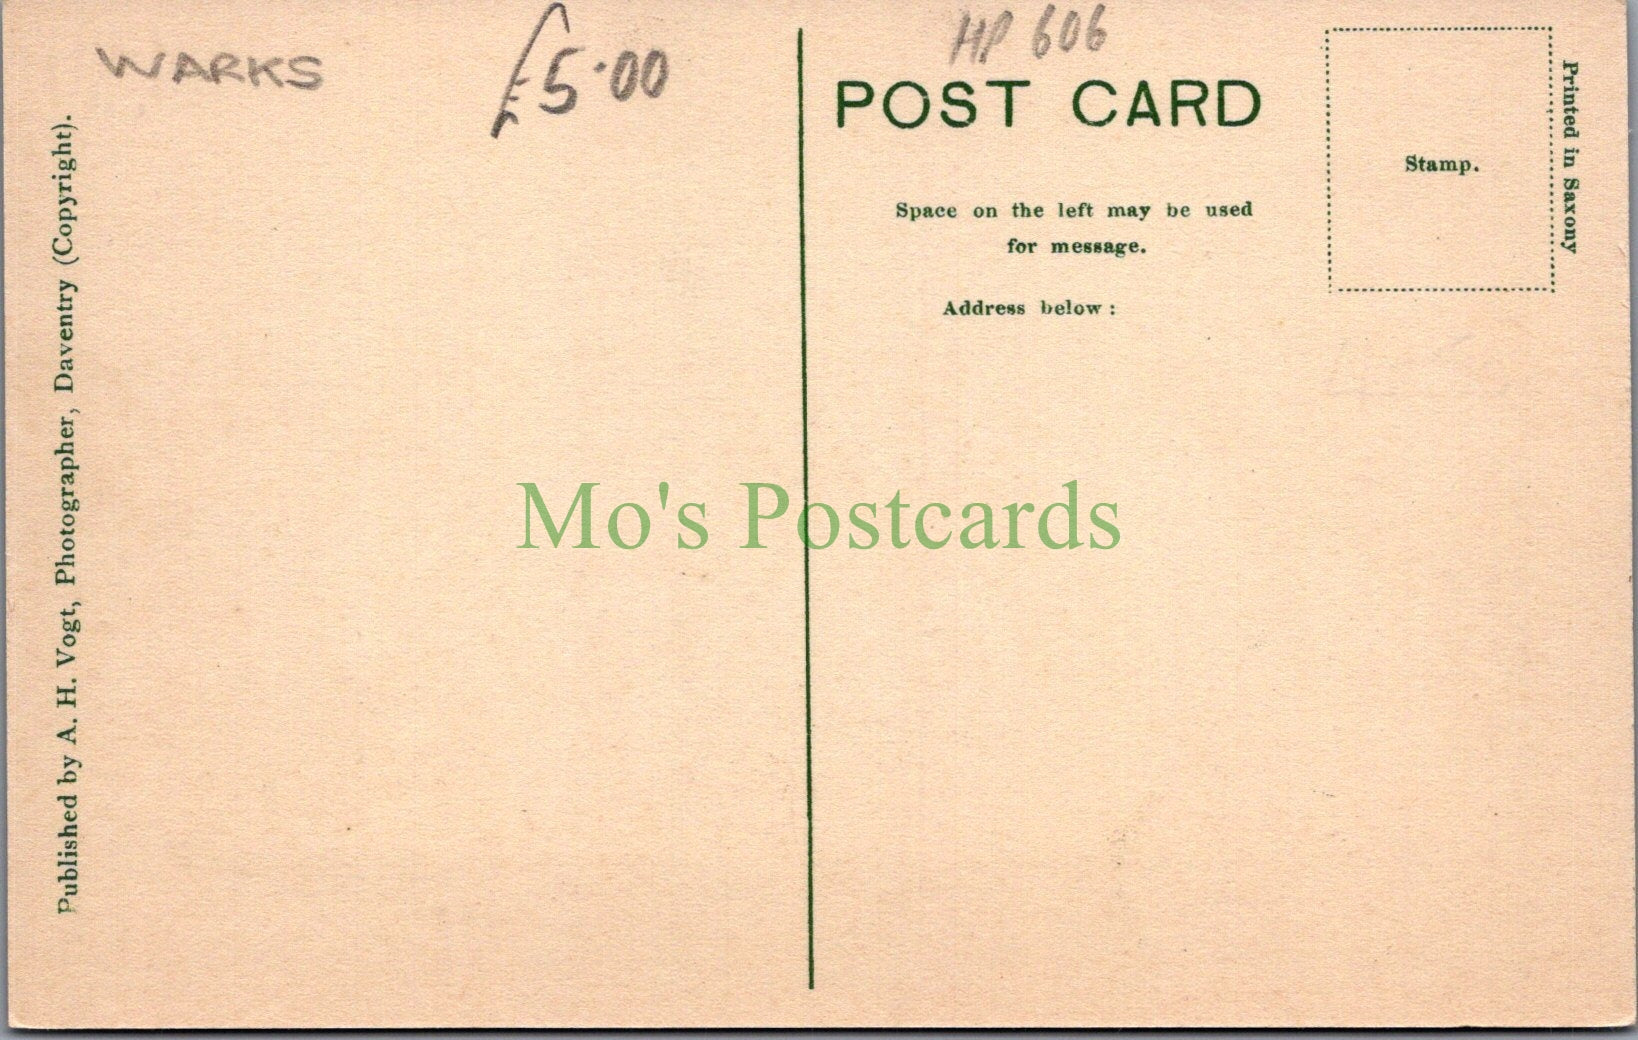 WARKS
£5.00
HP 606
POST CARD
Space on the left may be used
for message.
Address below :
Stamp.
Printed in Saxony
Published by A. H. Vogt, Photographer, Daventry (Copyright).
Mo's Postcards